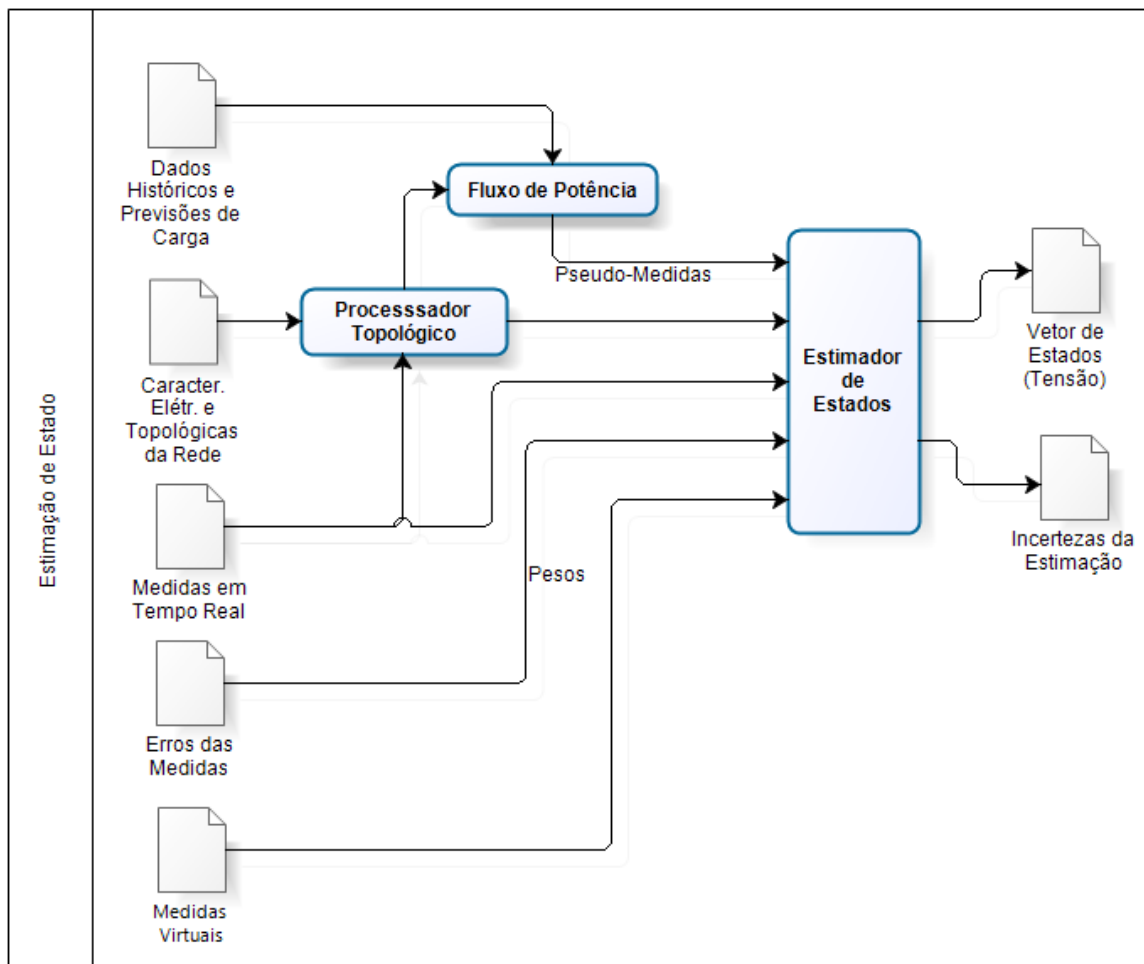 Estimação de Estado
Dados
Históricos e
Previsões de
Carga
Fluxo de Potência
Pseudo-Medidas
Caracter.
Elétr. e
Topológicas
da Rede
Processsador
Topológico
Estimador
de
Estados
Vetor de
Estados
(Tensão)
Medidas em
Tempo Real
Pesos
Incertezas da
Estimação
Erros das
Medidas
Medidas
Virtuais